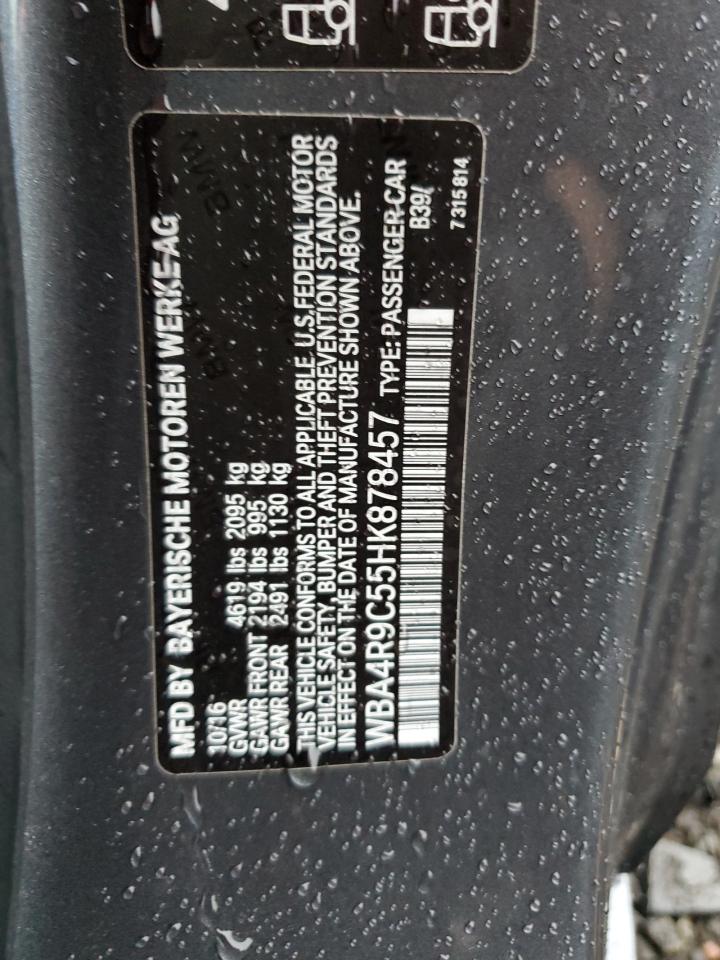 MFD BY BAYERISCHE MOTOREN WERKE AG
10/16
GVWR 4619 lbs 2095 kg
GAWR FRONT 2194 lbs 995 kg
GAWR REAR 2491 lbs 1130 kg
THIS VEHICLE CONFORMS TO ALL APPLICABLE U.S. FEDERAL MOTOR
VEHICLE SAFETY, BUMPER AND THEFT PREVENTION STANDARDS
IN EFFECT ON THE DATE OF MANUFACTURE SHOWN ABOVE.
WBA4R9C55HK878457 TYPE: PASSENGER CAR
B39/
7 315 814